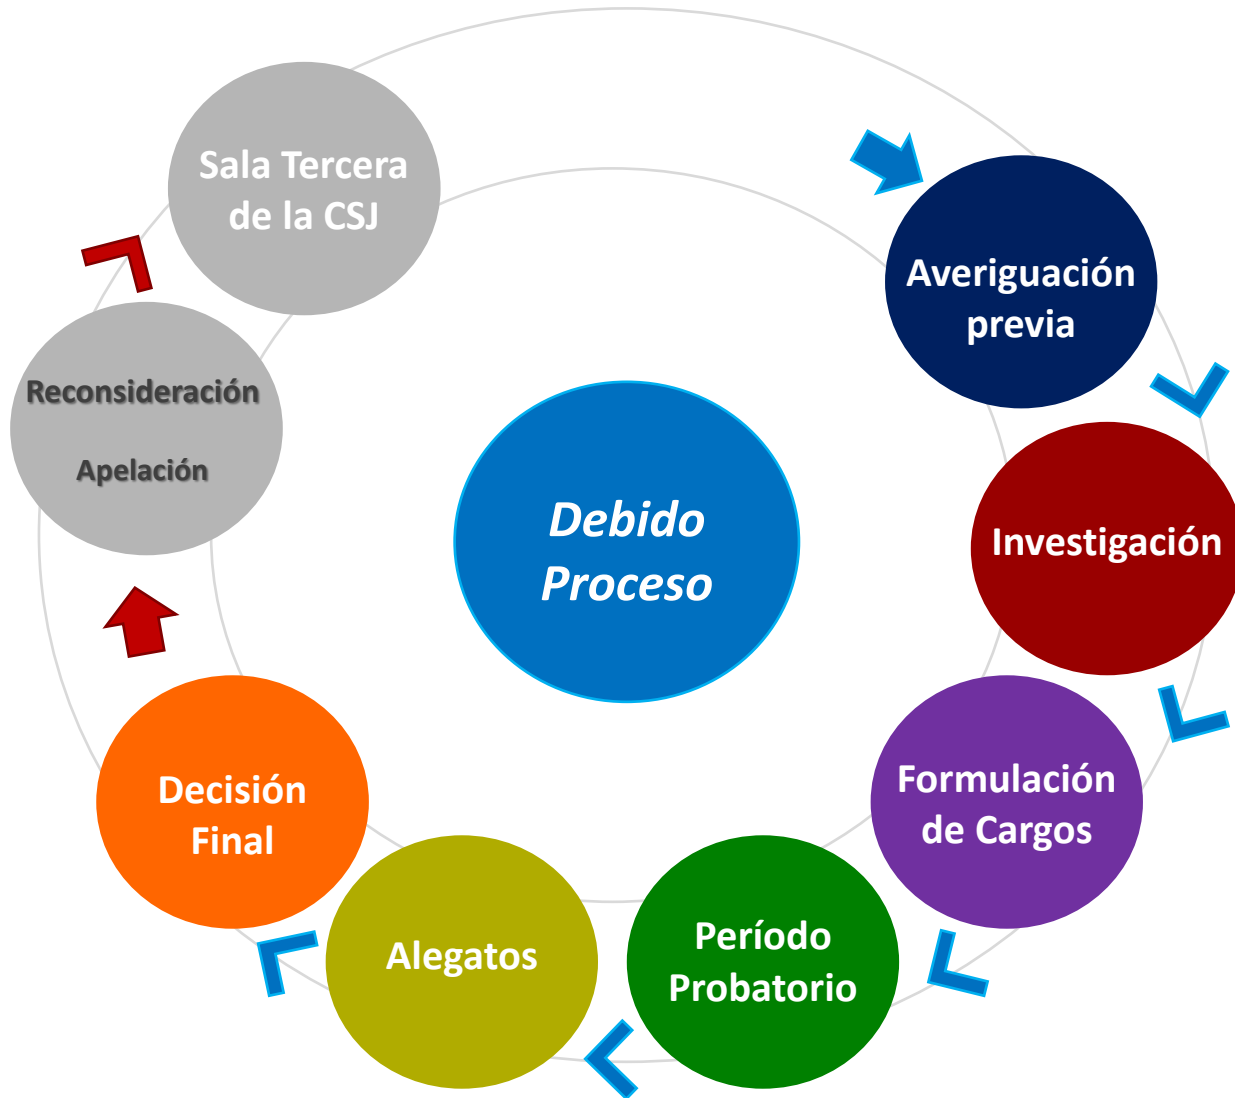 Sala Tercera
de la CSJ
Averiguación
previa
Reconsideración
Apelación
Debido
Proceso
Investigación
Decisión
Final
Formulación
de Cargos
Alegatos
Período
Probatorio